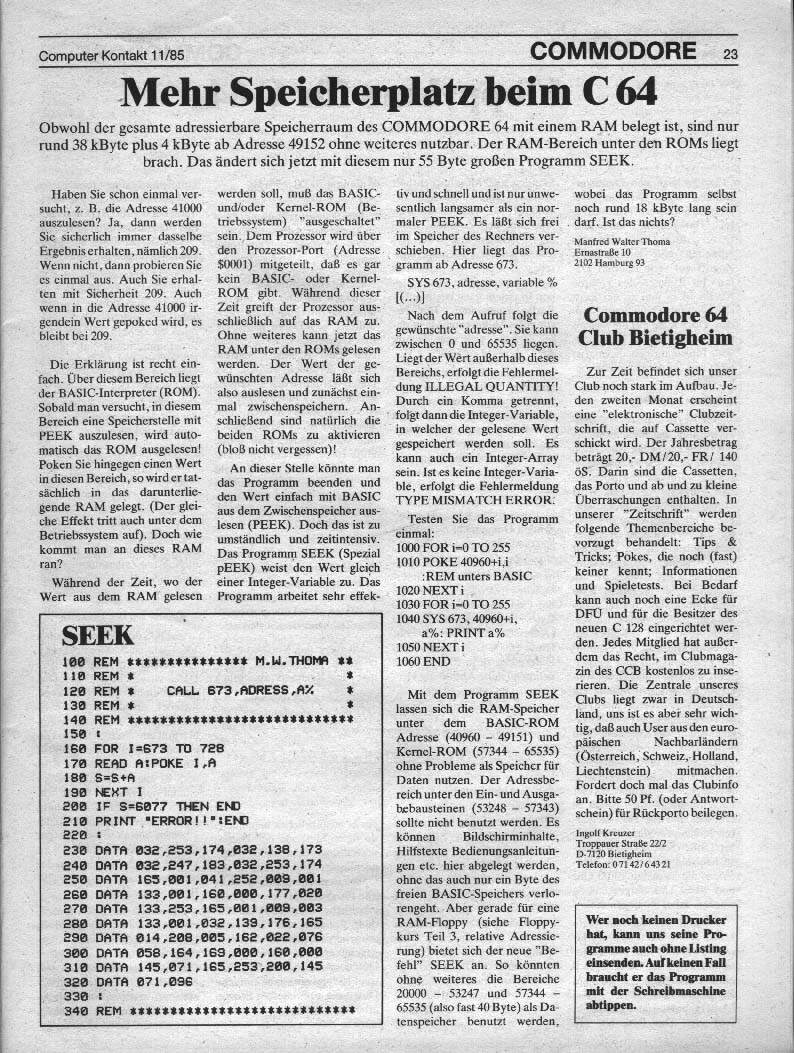 Computer Kontakt 11/85
COMMODORE 23
Mehr Speicherplatz beim C 64
Obwohl der gesamte adressierbare Speicherraum des COMMODORE 64 mit einem RAM belegt ist, sind nur
rund 38 kByte plus 4 kByte ab Adresse 49152 ohne weiteres nutzbar. Der RAM-Bereich unter den ROMs liegt
brach. Das ändert sich jetzt mit diesem nur 55 Byte großen Programm SEEK.
Haben Sie schon einmal ver-
sucht, z. B. die Adresse 41000
auszulesen? Ja, dann werden
Sie sicherlich immer dasselbe
Ergebnis erhalten, nämlich 209.
Wenn nicht, dann probieren Sie
es einmal aus. Auch Sie erhal-
ten mit Sicherheit 209. Auch
wenn in die Adresse 41000 ir-
gendein Wert gepoked wird, es
bleibt bei 209.
Die Erklärung ist recht ein-
fach. Über diesem Bereich liegt
der BASIC-Interpreter (ROM).
Sobald man versucht, in diesem
Bereich eine Speicherstelle mit
PEEK auszulesen, wird auto-
matisch das ROM ausgelesen!
Poken Sie hingegen einen Wert
in diesen Bereich, so wird er tat-
sächlich in das darunterlie-
gende RAM gelegt. (Der glei-
che Effekt tritt auch unter dem
Betriebssystem auf). Doch wie
kommt man an dieses RAM
ran?
Während der Zeit, wo der
Wert aus dem RAM gelesen
werden soll, muß das BASIC-
und/oder Kernel-ROM (Be-
triebssystem) "ausgeschaltet"
sein. Dem Prozessor wird über
den Prozessor-Port (Adresse
$0001) mitgeteilt, daß es gar
kein BASIC- oder Kernel-
ROM gibt. Während dieser
Zeit greift der Prozessor aus-
schließlich auf das RAM zu.
Ohne weiteres kann jetzt das
RAM unter den ROMs gelesen
werden. Der Wert der ge-
wünschten Adresse läßt sich
also auslesen und zunächst ein-
mal zwischenspeichern. An-
schließend sind natürlich die
beiden ROMs zu aktivieren
(bloß nicht vergessen)!
An dieser Stelle könnte man
das Programm beenden und
den Wert einfach mit BASIC
aus dem Zwischenspeicher aus-
lesen (PEEK). Doch das ist zu
umständlich und zeitintensiv.
Das Programm SEEK (Spezial
pEEK) weist den Wert gleich
einer Integer-Variable zu. Das
Programm arbeitet sehr effek-
SEEK
100 REM *************** M.W.THOMA **
110 REM * *
120 REM * CALL 673,ADRESS,A% *
130 REM * *
140 REM ****************************
150 :
160 FOR I=673 TO 728
170 READ A:POKE I,A
180 S=S+A
190 NEXT I
200 IF S=6077 THEN END
210 PRINT "ERROR!!":END
220 :
230 DATA 032,253,174,032,138,173
240 DATA 032,247,183,032,253,174
250 DATA 165,001,041,252,009,001
260 DATA 133,001,160,000,177,020
270 DATA 133,253,165,001,009,003
280 DATA 133,001,032,139,176,165
290 DATA 014,208,005,162,022,076
300 DATA 058,164,169,000,160,000
310 DATA 145,071,165,253,200,145
320 DATA 071,096
330 :
340 REM ****************************
tiv und schnell und ist nur unwe-
sentlich langsamer als ein nor-
maler PEEK. Es läßt sich frei
im Speicher des Rechners ver-
schieben. Hier liegt das Pro-
gramm ab Adresse 673.
SYS 673, adresse, variable %
[(...)]
Nach dem Aufruf folgt die
gewünschte "adresse". Sie kann
zwischen 0 und 65535 liegen.
Liegt der Wert außerhalb dieses
Bereichs, erfolgt die Fehlermel-
dung ILLEGAL QUANTITY!
Durch ein Komma getrennt,
folgt dann die Integer-Variable,
in welcher der gelesene Wert
gespeichert werden soll. Es
kann auch ein Integer-Array
sein. Ist es keine Integer-Varia-
ble, erfolgt die Fehlermeldung
TYPE MISMATCH ERROR.
Testen Sie das Programm
einmal:
1000 FOR i=0 TO 255
1010 POKE 40960+i,i
:REM unters BASIC
1020 NEXT i
1030 FOR i=0 TO 255
1040 SYS 673, 40960+i,
a%: PRINT a%
1050 NEXT i
1060 END
Mit dem Programm SEEK
lassen sich die RAM-Speicher
unter dem BASIC-ROM
Adresse (40960 – 49151) und
Kernel-ROM (57344 – 65535)
ohne Probleme als Speicher für
Daten nutzen. Der Adressbe-
reich unter den Ein- und Ausga-
bebausteinen (53248 – 57343)
sollte nicht benutzt werden. Es
können Bildschirminhalte,
Hilfstexte Bedienungsanleitun-
gen etc. hier abgelegt werden,
ohne das auch nur ein Byte des
freien BASIC-Speichers verlo-
rengeht. Aber gerade für eine
RAM-Floppy (siehe Floppy-
kurs Teil 3, relative Adressie-
rung) bietet sich der neue "Be-
fehl" SEEK an. So könnten
ohne weiteres die Bereiche
20000 – 53247 und 57344 –
65535 (also fast 40 Byte) als Da-
tenspeicher benutzt werden,
wobei das Programm selbst
noch rund 18 kByte lang sein
darf. Ist das nichts?
Manfred Walter Thoma
Ernastraße 10
2102 Hamburg 93
Commodore 64
Club Bietigheim
Zur Zeit befindet sich unser
Club noch stark im Aufbau. Je-
den zweiten Monat erscheint
eine "elektronische" Clubzeit-
schrift, die auf Cassette ver-
schickt wird. Der Jahresbetrag
beträgt 20,- DM/20,- FR/ 140
öS. Darin sind die Cassetten,
das Porto und ab und zu kleine
Überraschungen enthalten. In
unserer "Zeitschrift" werden
folgende Themenbereiche be-
vorzugt behandelt: Tips &
Tricks; Pokes, die noch (fast)
keiner kennt; Informationen
und Spieletests. Bei Bedarf
kann auch noch eine Ecke für
DFÜ und für die Besitzer des
neuen C 128 eingerichtet wer-
den. Jedes Mitglied hat außer-
dem das Recht, im Clubmaga-
zin des CCB kostenlos zu inse-
rieren. Die Zentrale unseres
Clubs liegt zwar in Deutsch-
land, uns ist es aber sehr wich-
tig, daß auch User aus den euro-
päischen Nachbarländern
(Österreich, Schweiz, Holland,
Liechtenstein) mitmachen.
Fordert doch mal das Clubinfo
an. Bitte 50 Pf. (oder Antwort-
schein) für Rückporto beilegen.
Ingolf Kreuzer
Troppauer Straße 22/2
D-7120 Bietigheim
Telefon: 0 71 42/6 43 21
Wer noch keinen Drucker
hat, kann uns seine Pro-
gramme auch ohne Listing
einsenden. Auf keinen Fall
braucht er das Programm
mit der Schreibmaschine
abtippen.